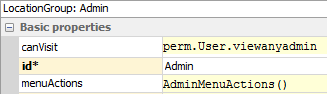 LocationGroup: Admin
Basic properties
canVisit perm.User.viewanyadmin
id* Admin
menuActions AdminMenuActions()